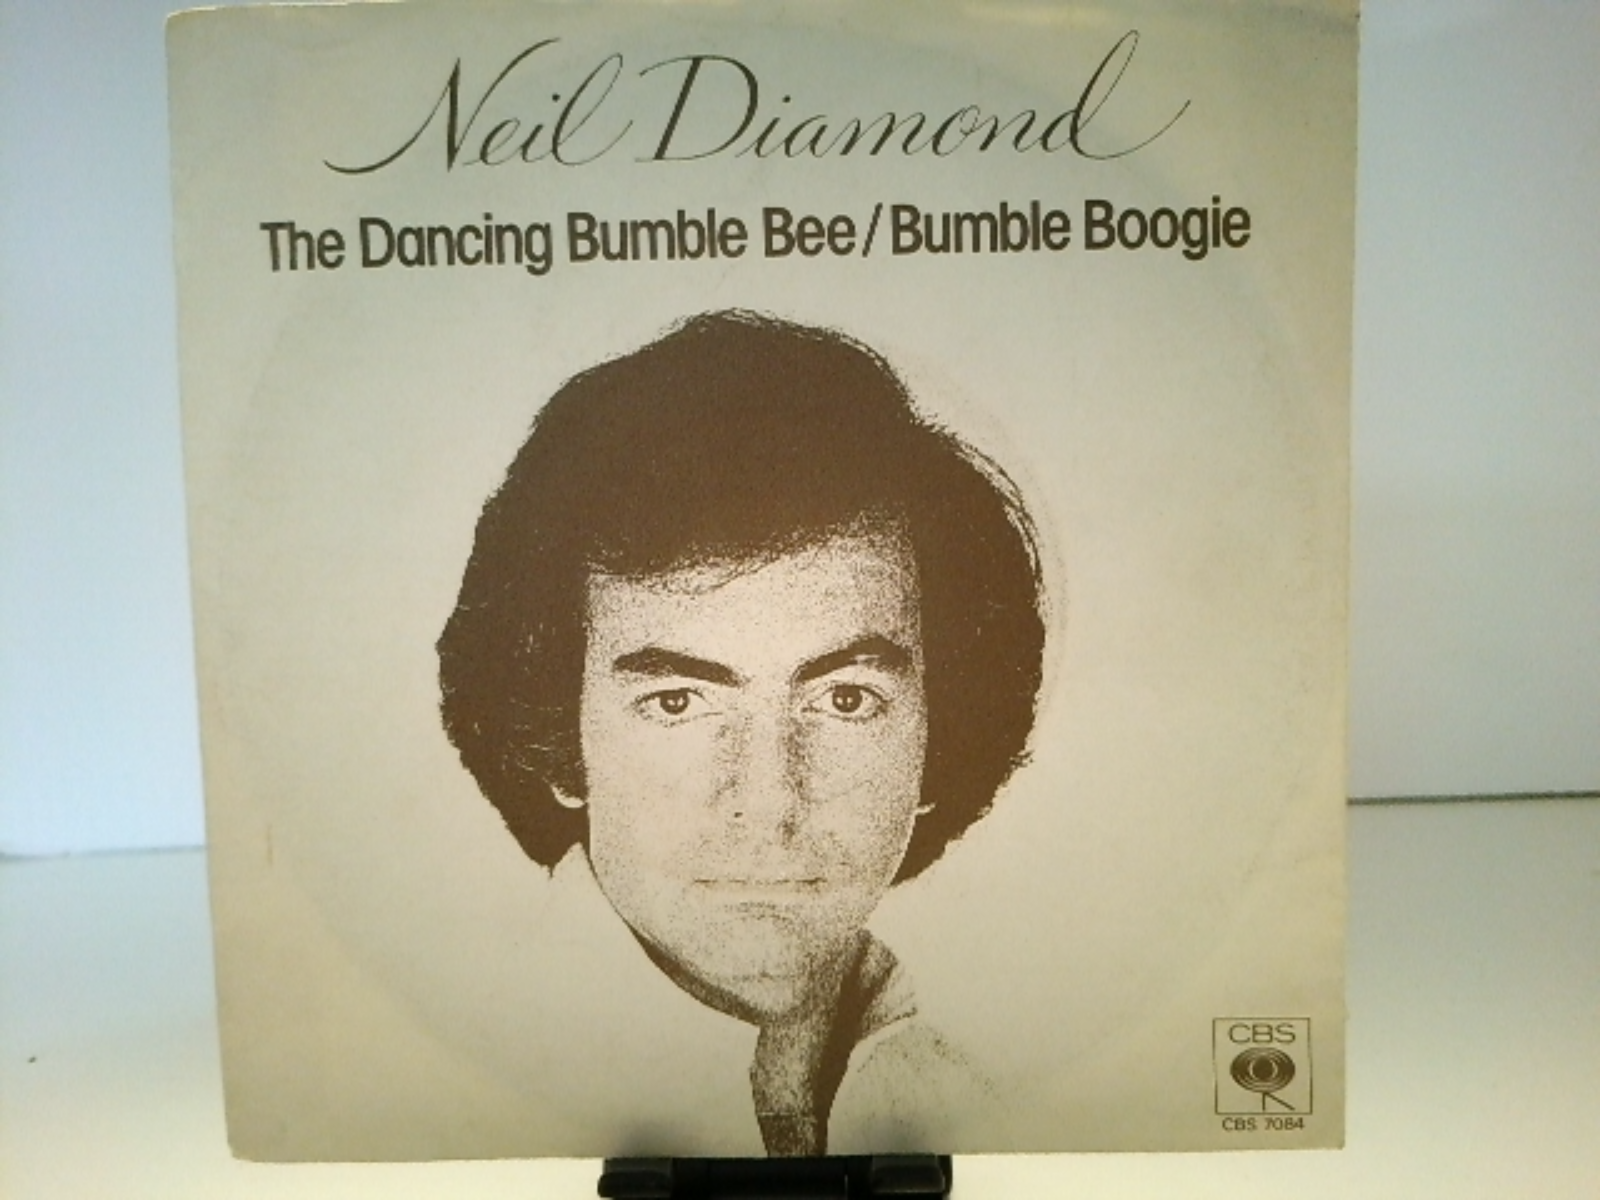 Neil Diamond
The Dancing Bumble Bee/Bumble Boogie
CBS
CBS 7084